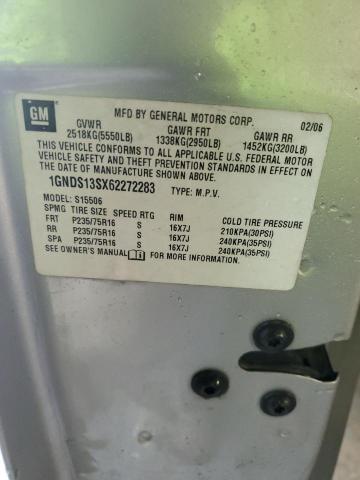 GM
MFD BY GENERAL MOTORS CORP. 02/06
GVWR GAWR FRT GAWR RR
2518KG(5550LB) 1338KG(2950LB) 1452KG(3200LB)
THIS VEHICLE CONFORMS TO ALL APPLICABLE U.S. FEDERAL MOTOR
VEHICLE SAFETY AND THEFT PREVENTION STANDARDS IN EFFECT ON
THE DATE OF MANUFACTURE SHOWN ABOVE.
1GNDS13SX62272283 TYPE: M.P.V.
MODEL: S15506
SPMG TIRE SIZE SPEED RTG RIM COLD TIRE PRESSURE
FRT P235/75R16 S 16X7J 210KPA(30PSI)
RR P235/75R16 S 16X7J 240KPA(35PSI)
SPA P235/75R16 S 16X7J 240KPA(35PSI)
SEE OWNER'S MANUAL FOR MORE INFORMATION.